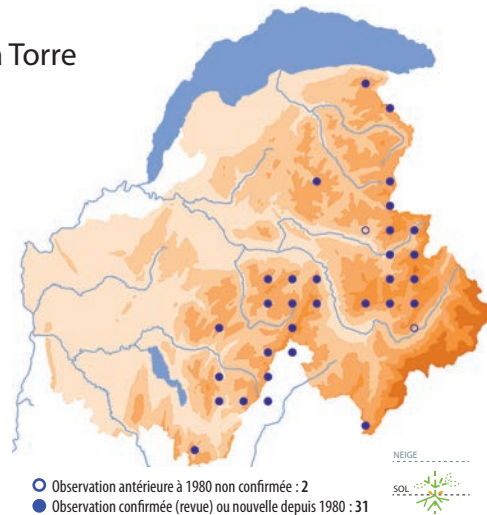 Torre
NEIGE
SOL
Observation antérieure à 1980 non confirmée : 2
Observation confirmée (revue) ou nouvelle depuis 1980 : 31